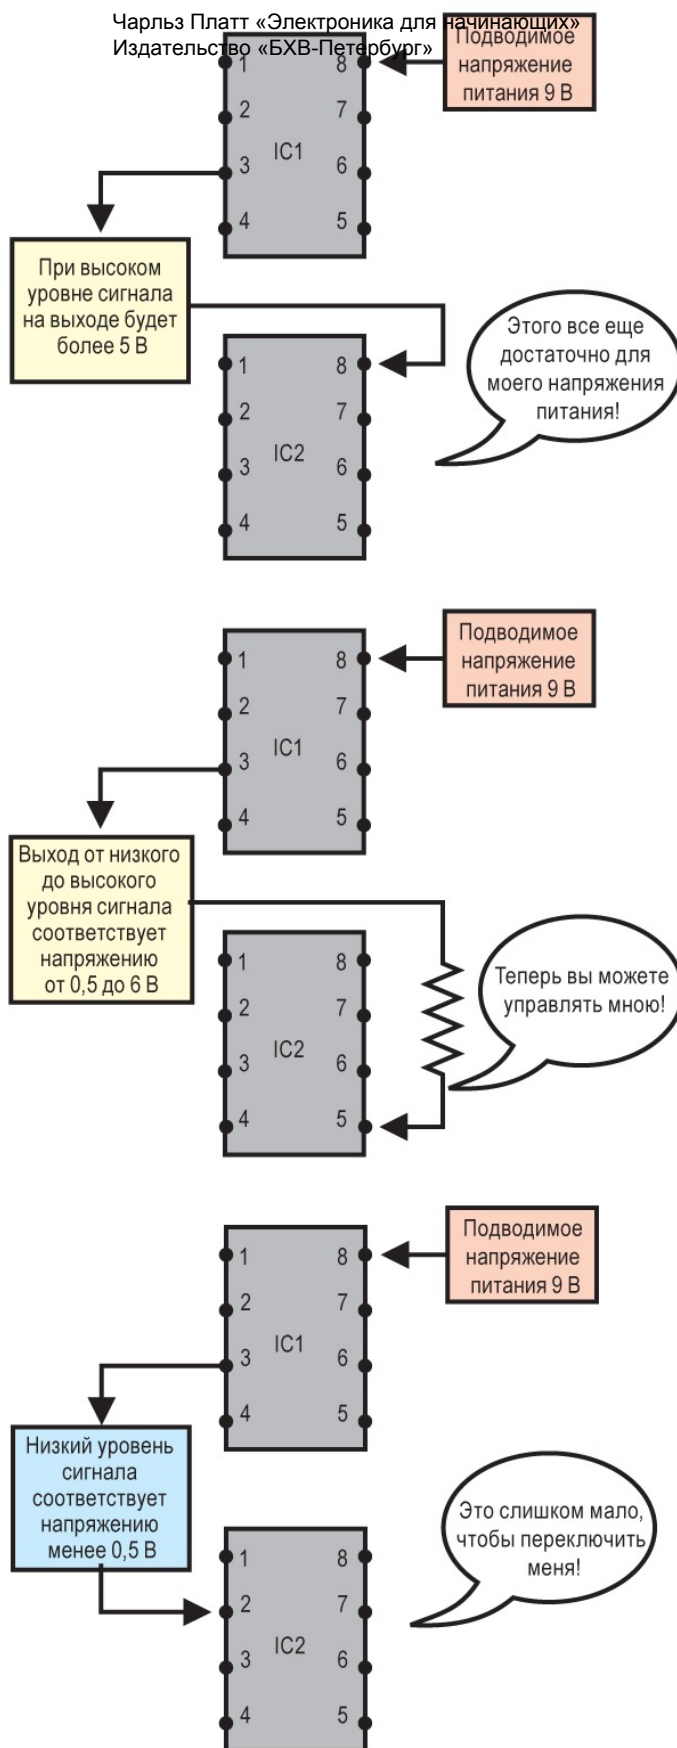 Чарльз Платт «Электроника для начинающих»
Издательство «БХВ-Петербург»
Подводимое
напряжение
питания 9 В
1 8
2 7
IC1
3 6
4 5
При высоком
уровне сигнала
на выходе будет
более 5 В
Этого все еще
достаточно для
моего напряжения
питания!
1 8
2 7
IC2
3 6
4 5
Подводимое
напряжение
питания 9 В
1 8
2 7
IC1
3 6
4 5
Выход от низкого
до высокого
уровня сигнала
соответствует
напряжению
от 0,5 до 6 В
Теперь вы можете
управлять мною!
1 8
2 7
IC2
3 6
4 5
Подводимое
напряжение
питания 9 В
1 8
2 7
IC1
3 6
4 5
Низкий уровень
сигнала
соответствует
напряжению
менее 0,5 В
Это слишком мало,
чтобы переключить
меня!
1 8
2 7
IC2
3 6
4 5